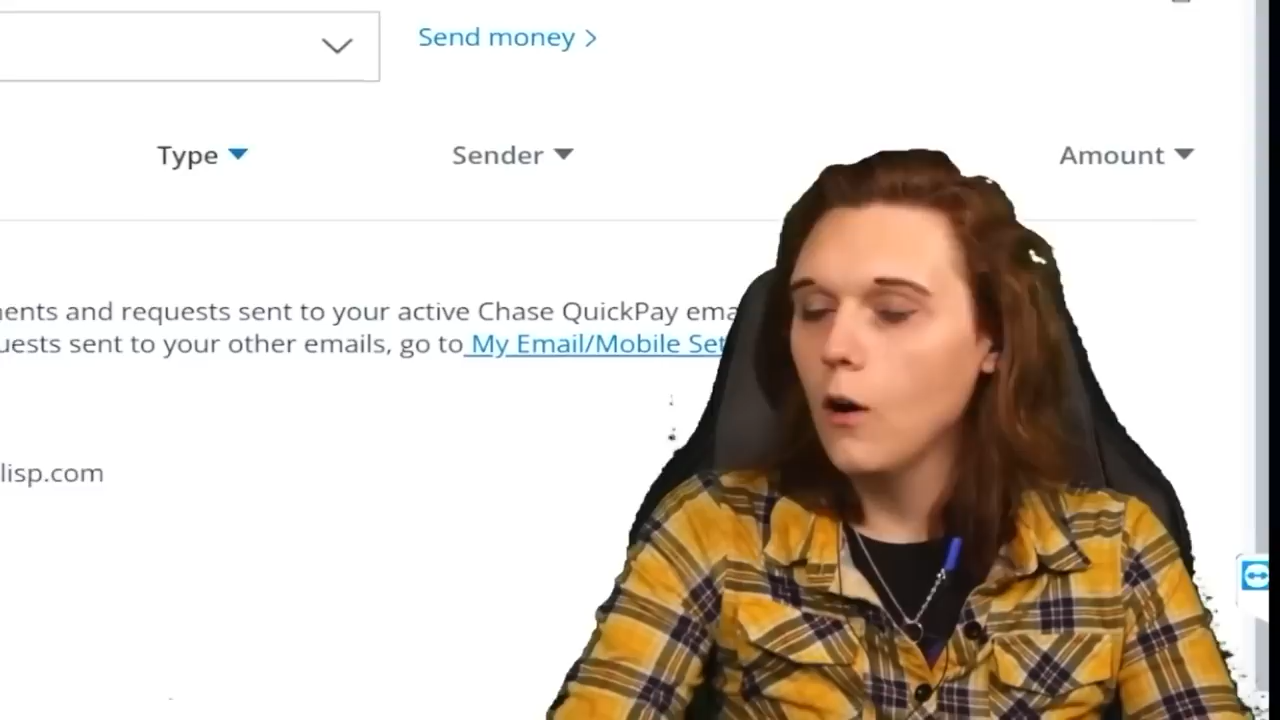 Send money >
Type Sender Amount
ents and requests sent to your active Chase QuickPay ema
uests sent to your other emails, go to My Email/Mobile Set
lisp.com